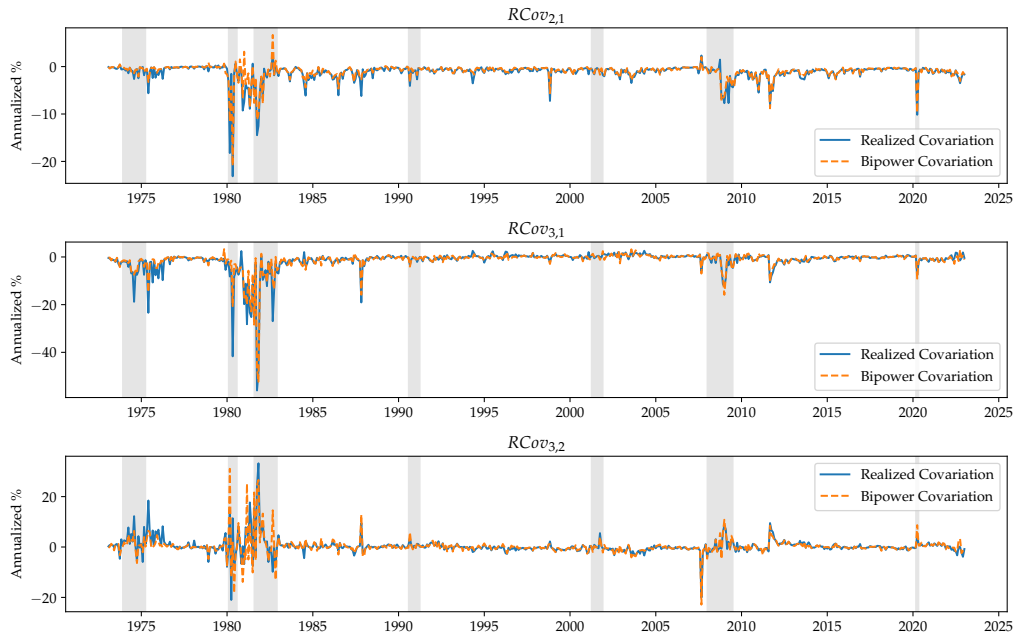 RCov2,1
Annualized %
0
−10
−20
Realized Covariation
Bipower Covariation
1975 1980 1985 1990 1995 2000 2005 2010 2015 2020 2025
RCov3,1
Annualized %
0
−20
−40
Realized Covariation
Bipower Covariation
1975 1980 1985 1990 1995 2000 2005 2010 2015 2020 2025
RCov3,2
Annualized %
20
0
−20
Realized Covariation
Bipower Covariation
1975 1980 1985 1990 1995 2000 2005 2010 2015 2020 2025